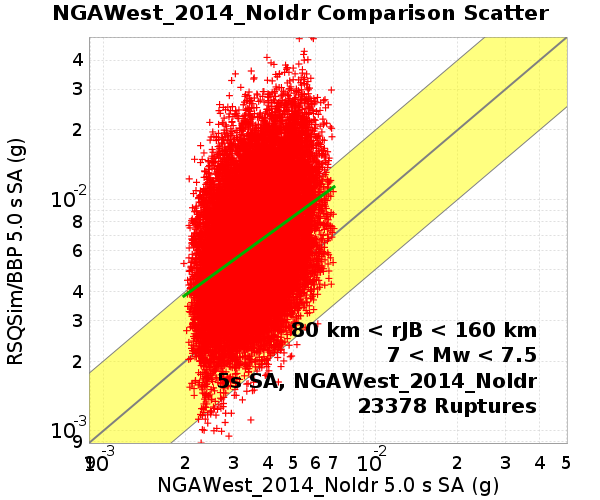 NGAWest_2014_NoIdr Comparison Scatter
RSQSim/BBP 5.0 s SA (g)
4
3
2
10-2
8
6
4
3
2
10-3
9
80 km < rJB < 160 km
7 < Mw < 7.5
5s SA, NGAWest_2014_NoIdr
23378 Ruptures
9 10-3 2 3 4 5 6 7 10-2 2 3 4 5
NGAWest_2014_NoIdr 5.0 s SA (g)